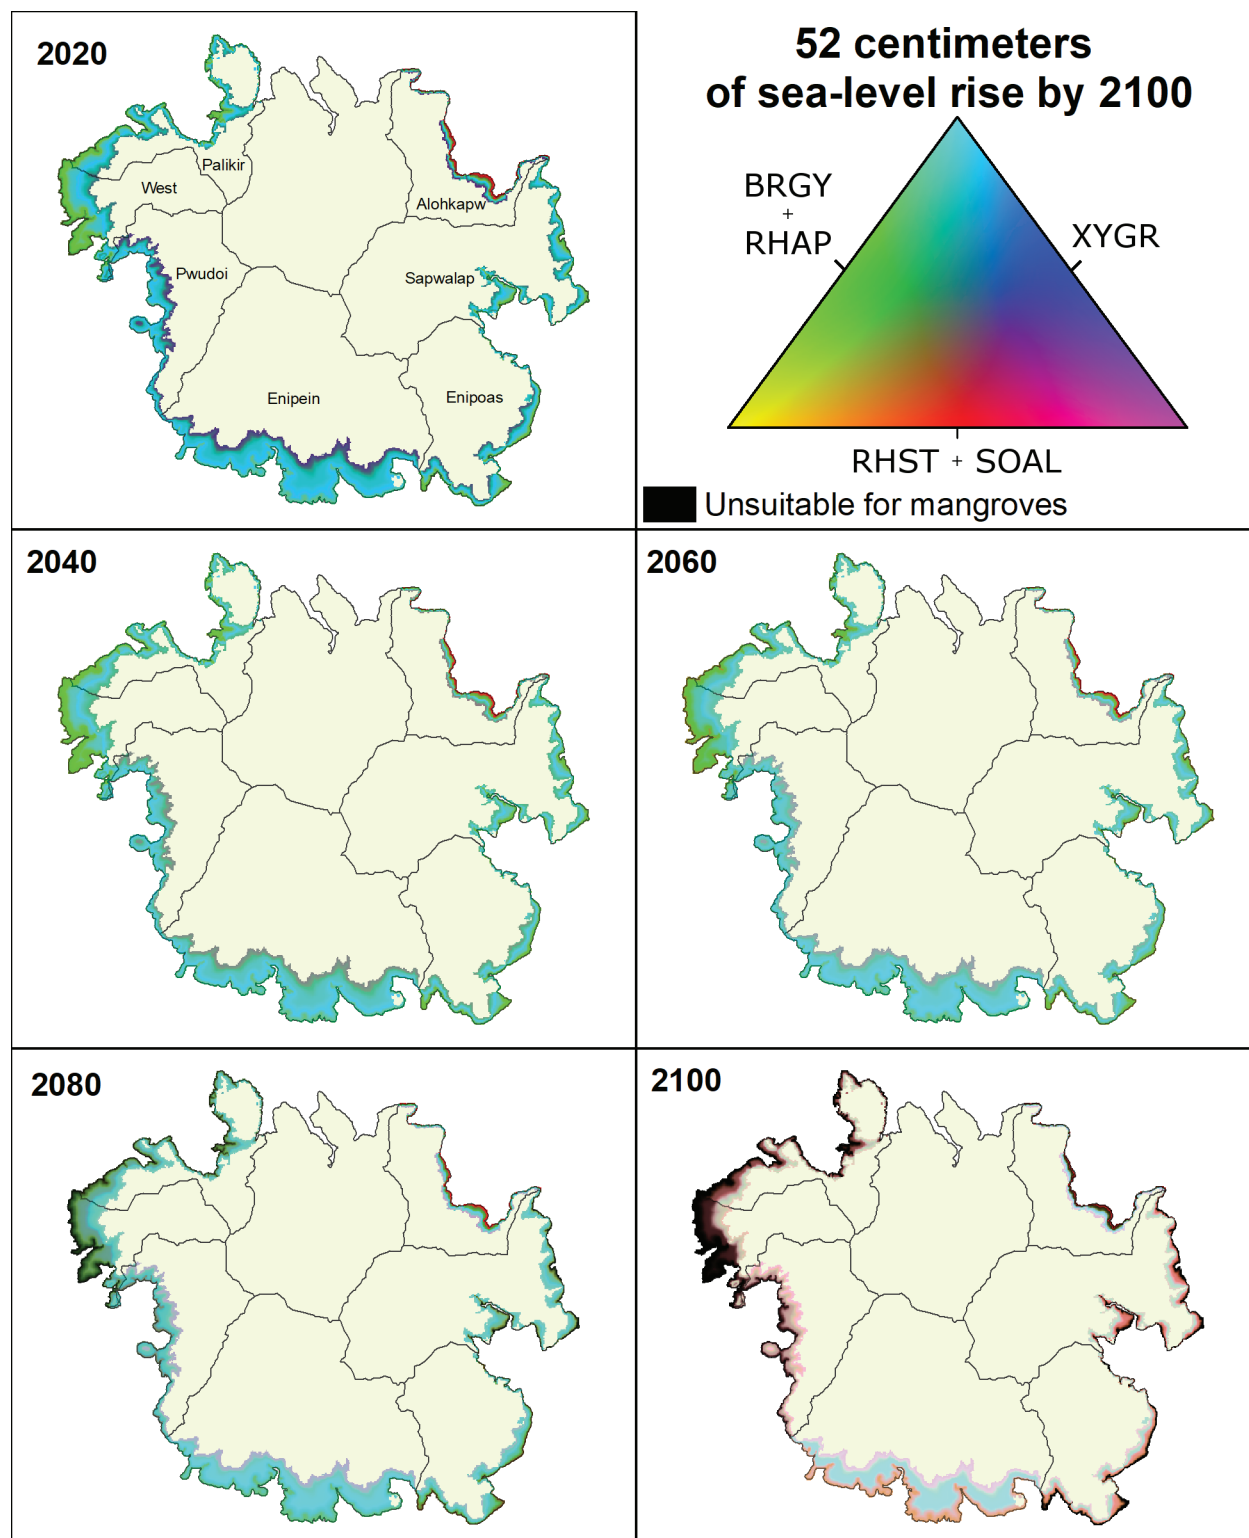 2020
Palikir
West
Alohkapw
Pwudoi
Sapwalap
Enipein
Enipoas
52 centimeters
of sea-level rise by 2100
BRGY
+
RHAP
XYGR
RHST + SOAL
Unsuitable for mangroves
2040
2060
2080
2100